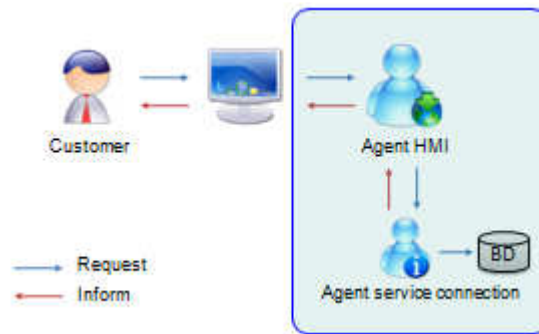 Customer
Agent HMI
BD
Agent service connection
Request
Inform